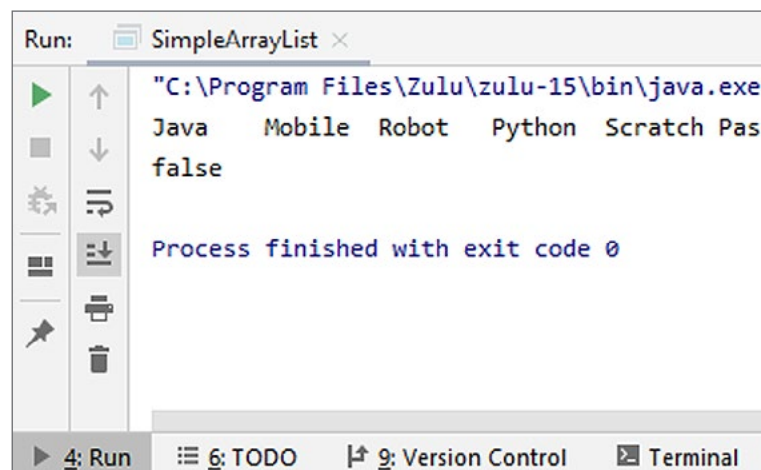 Run: SimpleArrayList
"C:\Program Files\Zulu\zulu-15\bin\java.exe
Java Mobile Robot Python Scratch Pas
false
Process finished with exit code 0
4: Run 6: TODO 9: Version Control Terminal